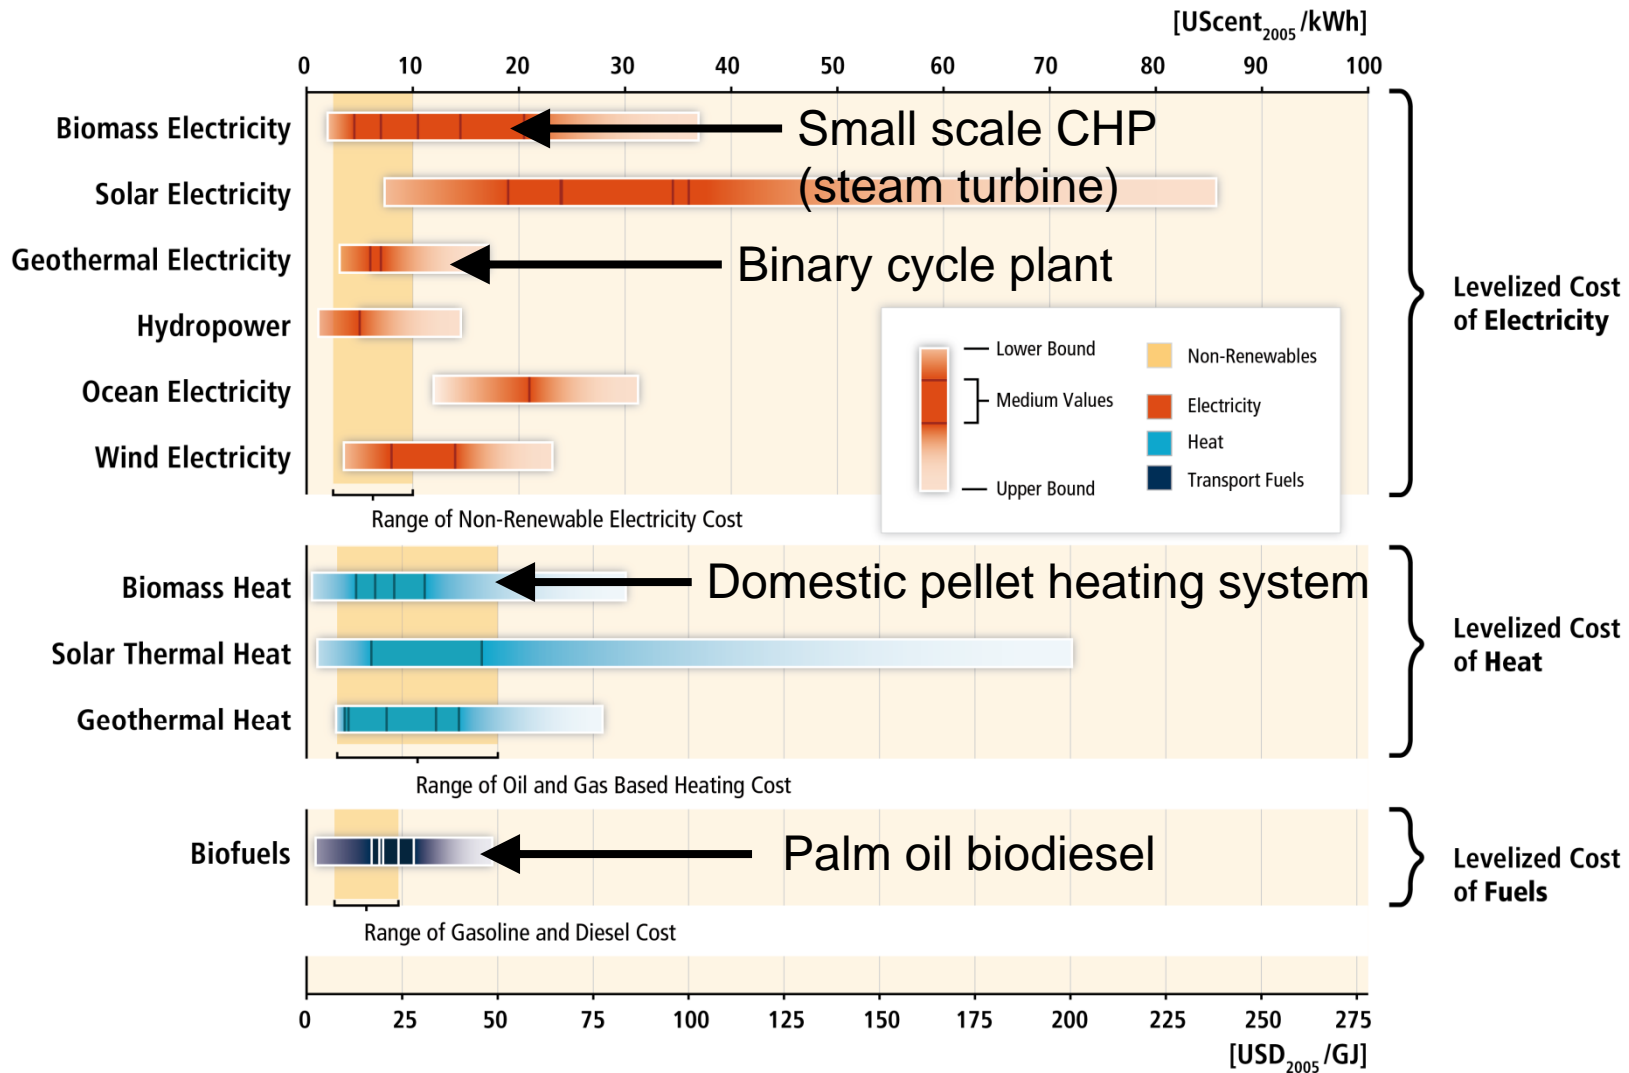 [UScent2005/kWh]
0 10 20 30 40 50 60 70 80 90 100
Biomass Electricity
Small scale CHP
(steam turbine)
Solar Electricity
Geothermal Electricity
Binary cycle plant
Hydropower
Ocean Electricity
Wind Electricity
Lower Bound
Medium Values
Upper Bound
Non-Renewables
Electricity
Heat
Transport Fuels
Levelized Cost
of Electricity
Range of Non-Renewable Electricity Cost
Biomass Heat
Domestic pellet heating system
Solar Thermal Heat
Geothermal Heat
Levelized Cost
of Heat
Range of Oil and Gas Based Heating Cost
Biofuels
Palm oil biodiesel
Levelized Cost
of Fuels
Range of Gasoline and Diesel Cost
0 25 50 75 100 125 150 175 200 225 250 275
[USD2005/GJ]